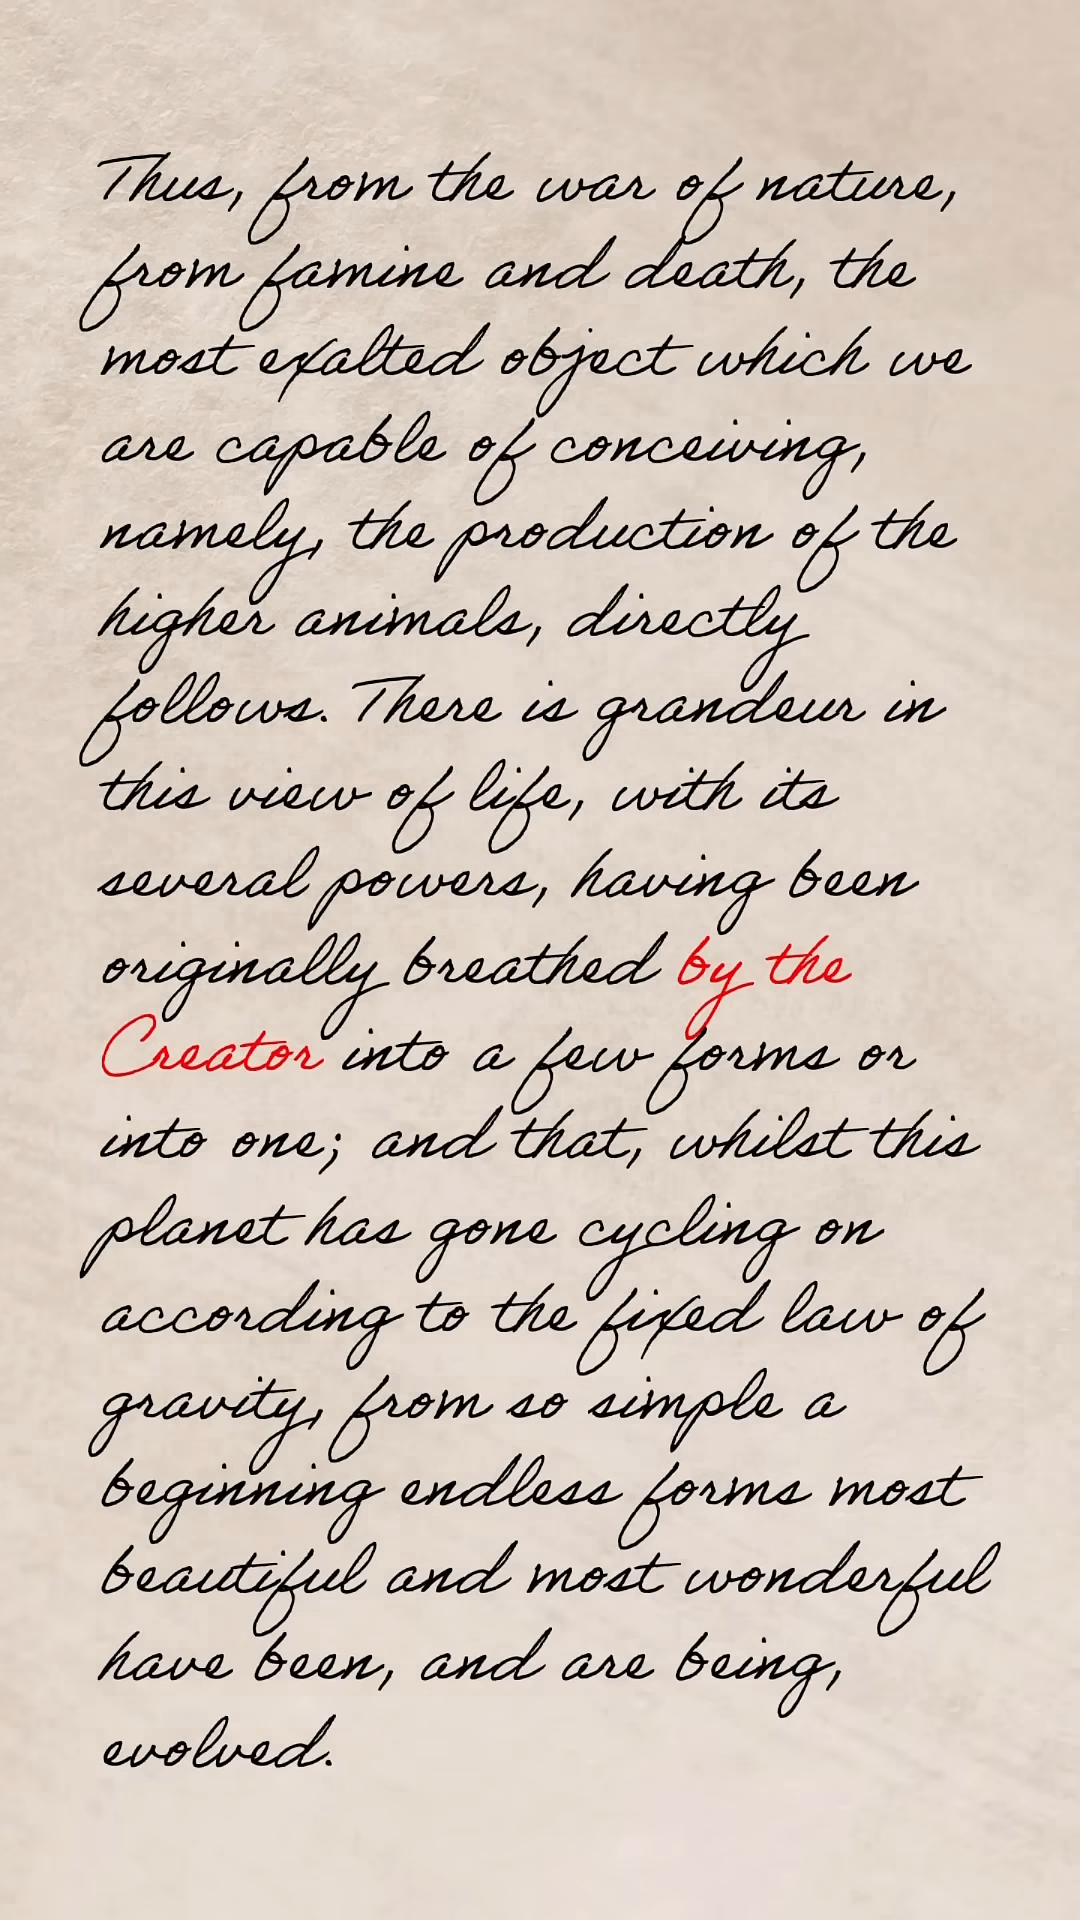 Thus, from the war of nature,
from famine and death, the
most exalted object which we
are capable of conceiving,
namely, the production of the
higher animals, directly
follows. There is grandeur in
this view of life, with its
several powers, having been
originally breathed by the
Creator into a few forms or
into one; and that, whilst this
planet has gone cycling on
according to the fixed law of
gravity, from so simple a
beginning endless forms most
beautiful and most wonderful
have been, and are being,
evolved.